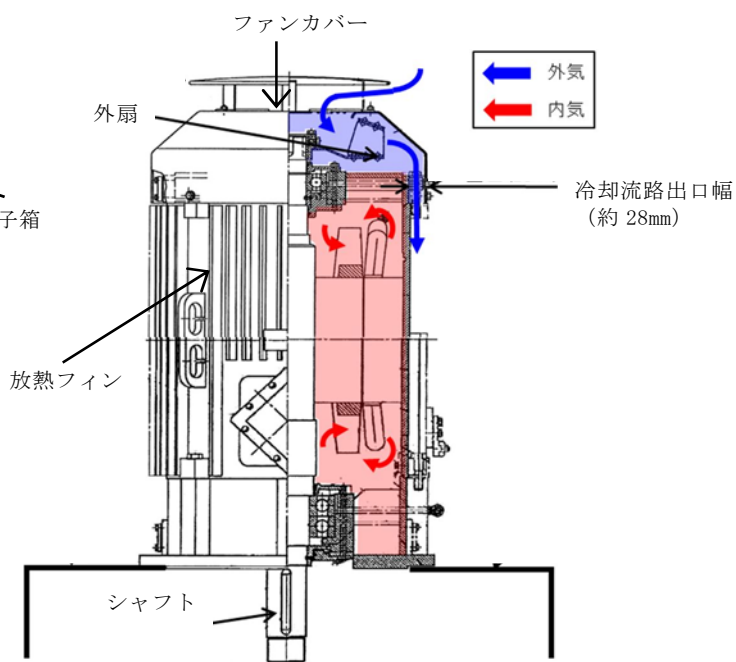 ファンカバー
外気
内気
外扇
冷却流路出口幅
（約 28mm）
子箱
放熱フィン
シャフト